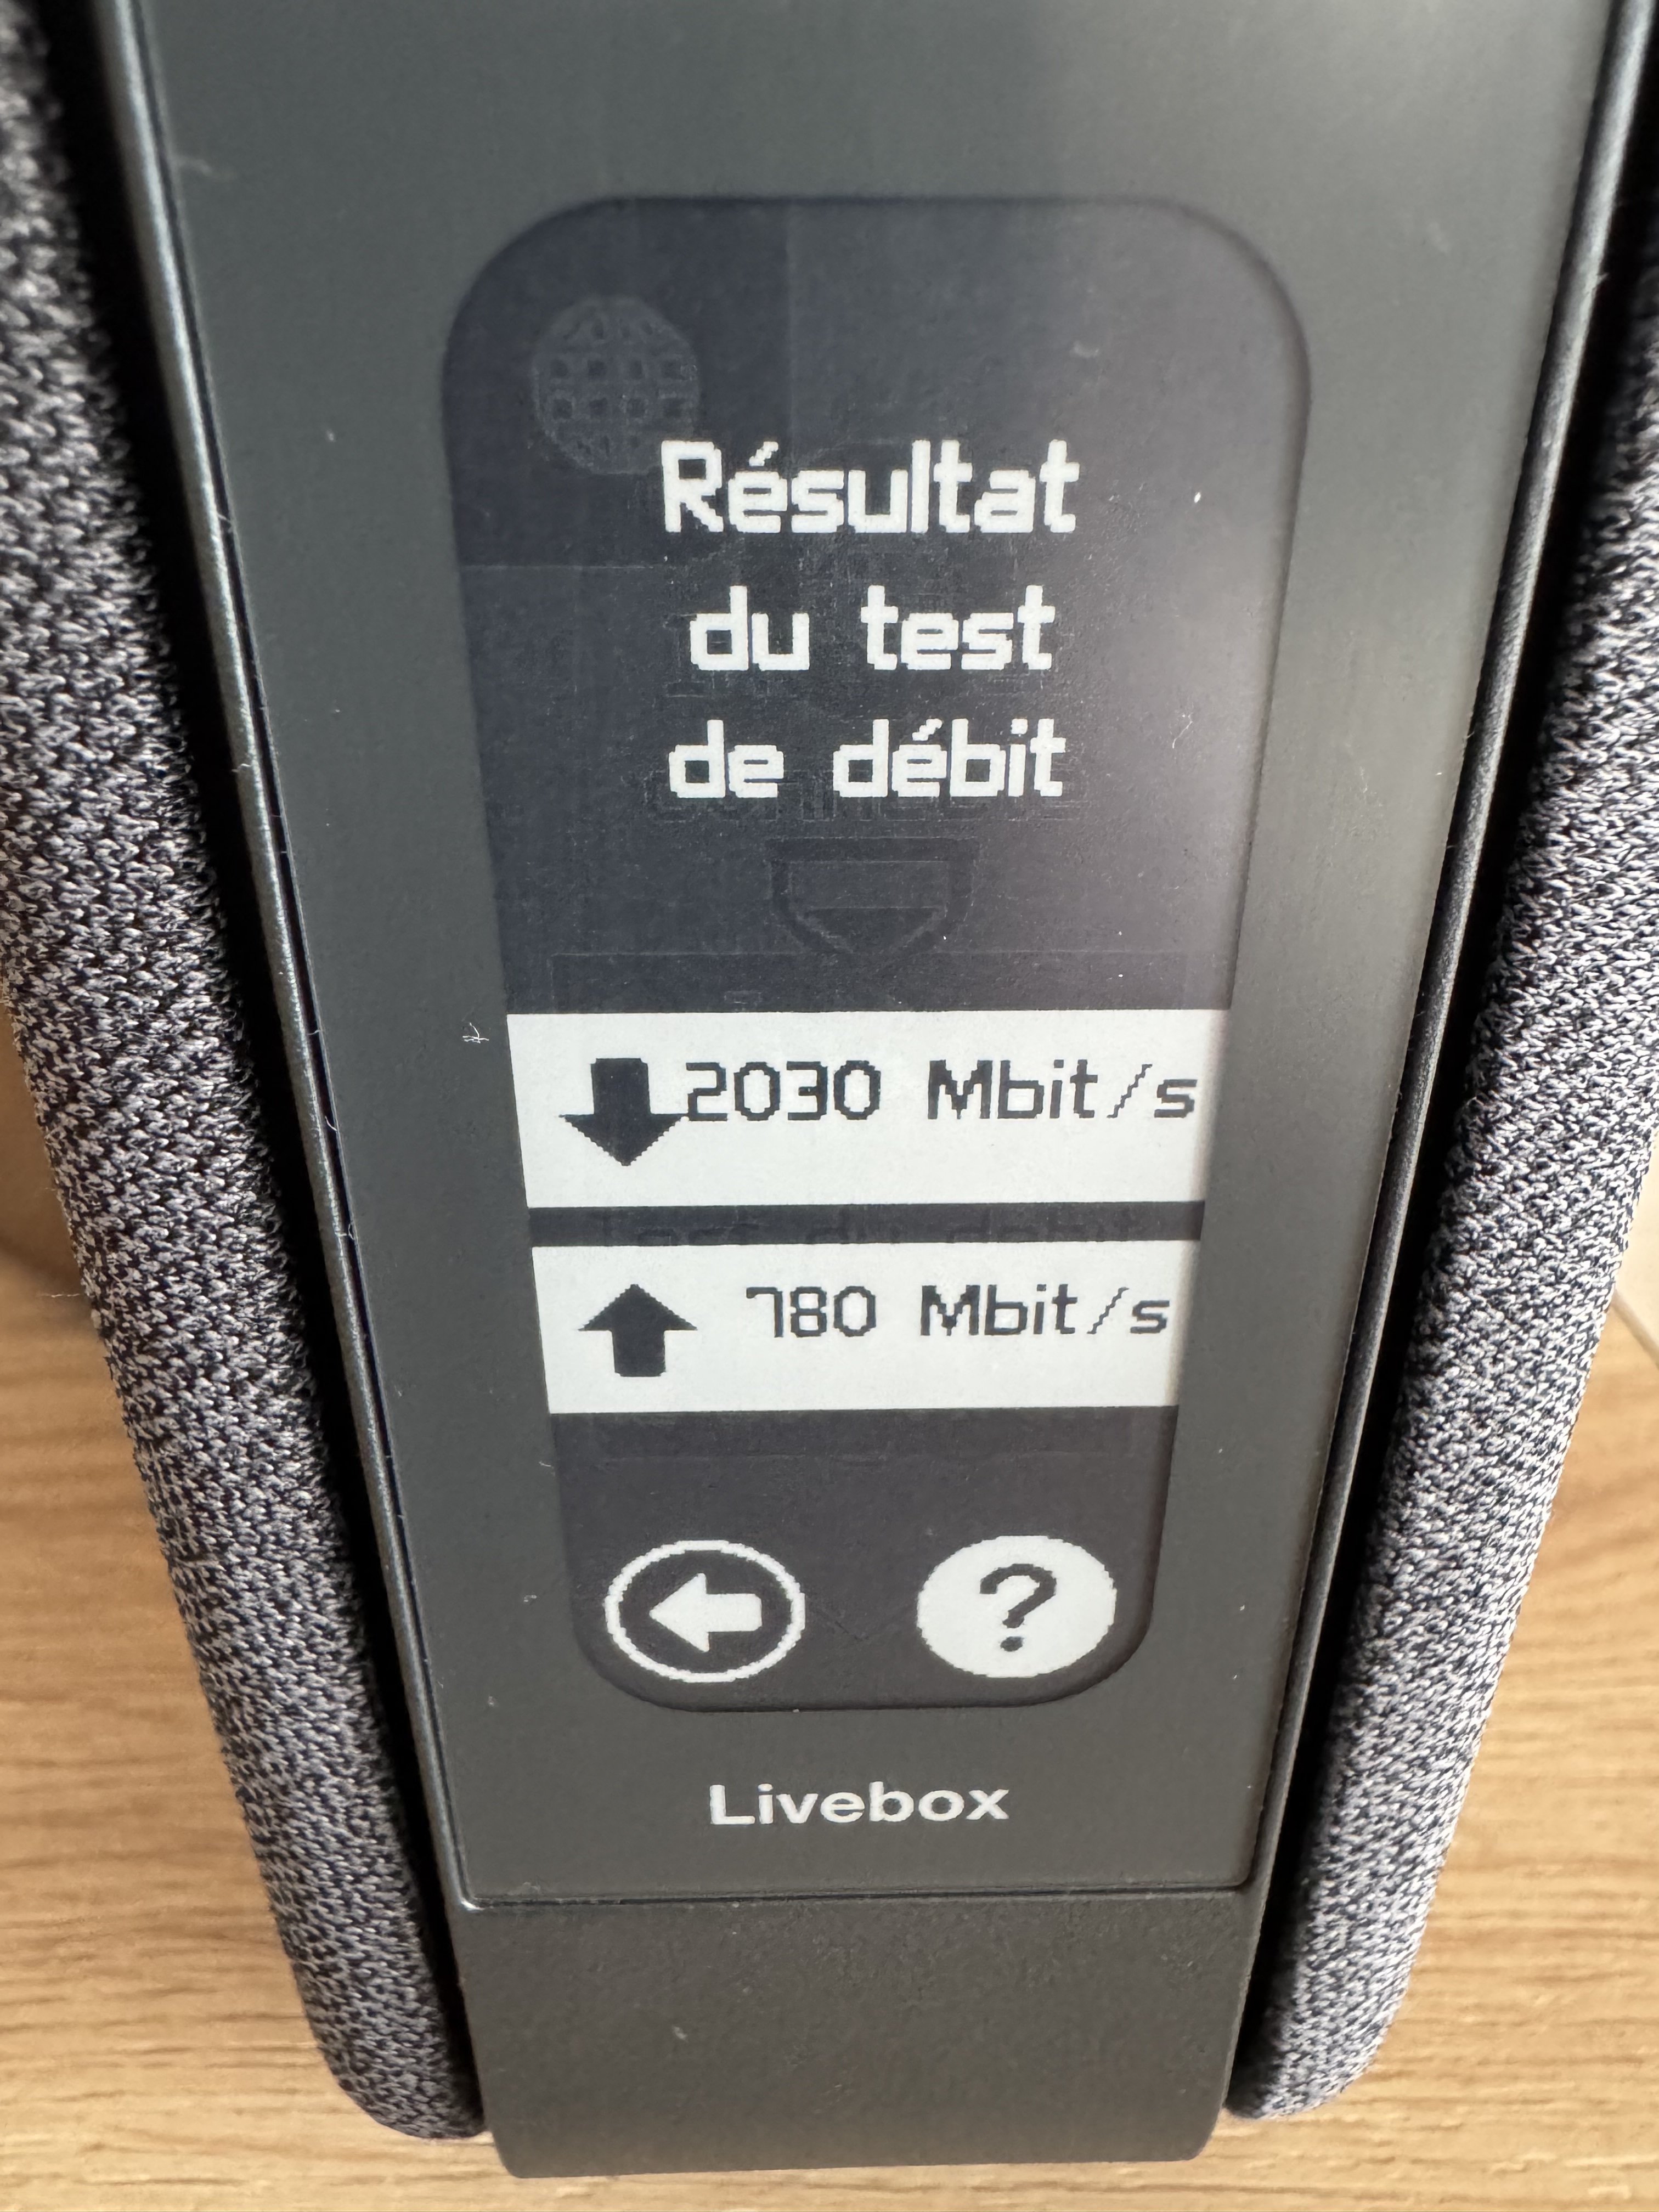 Résultat
du test
de débit
2030 Mbit/s
780 Mbit/s
?
Livebox